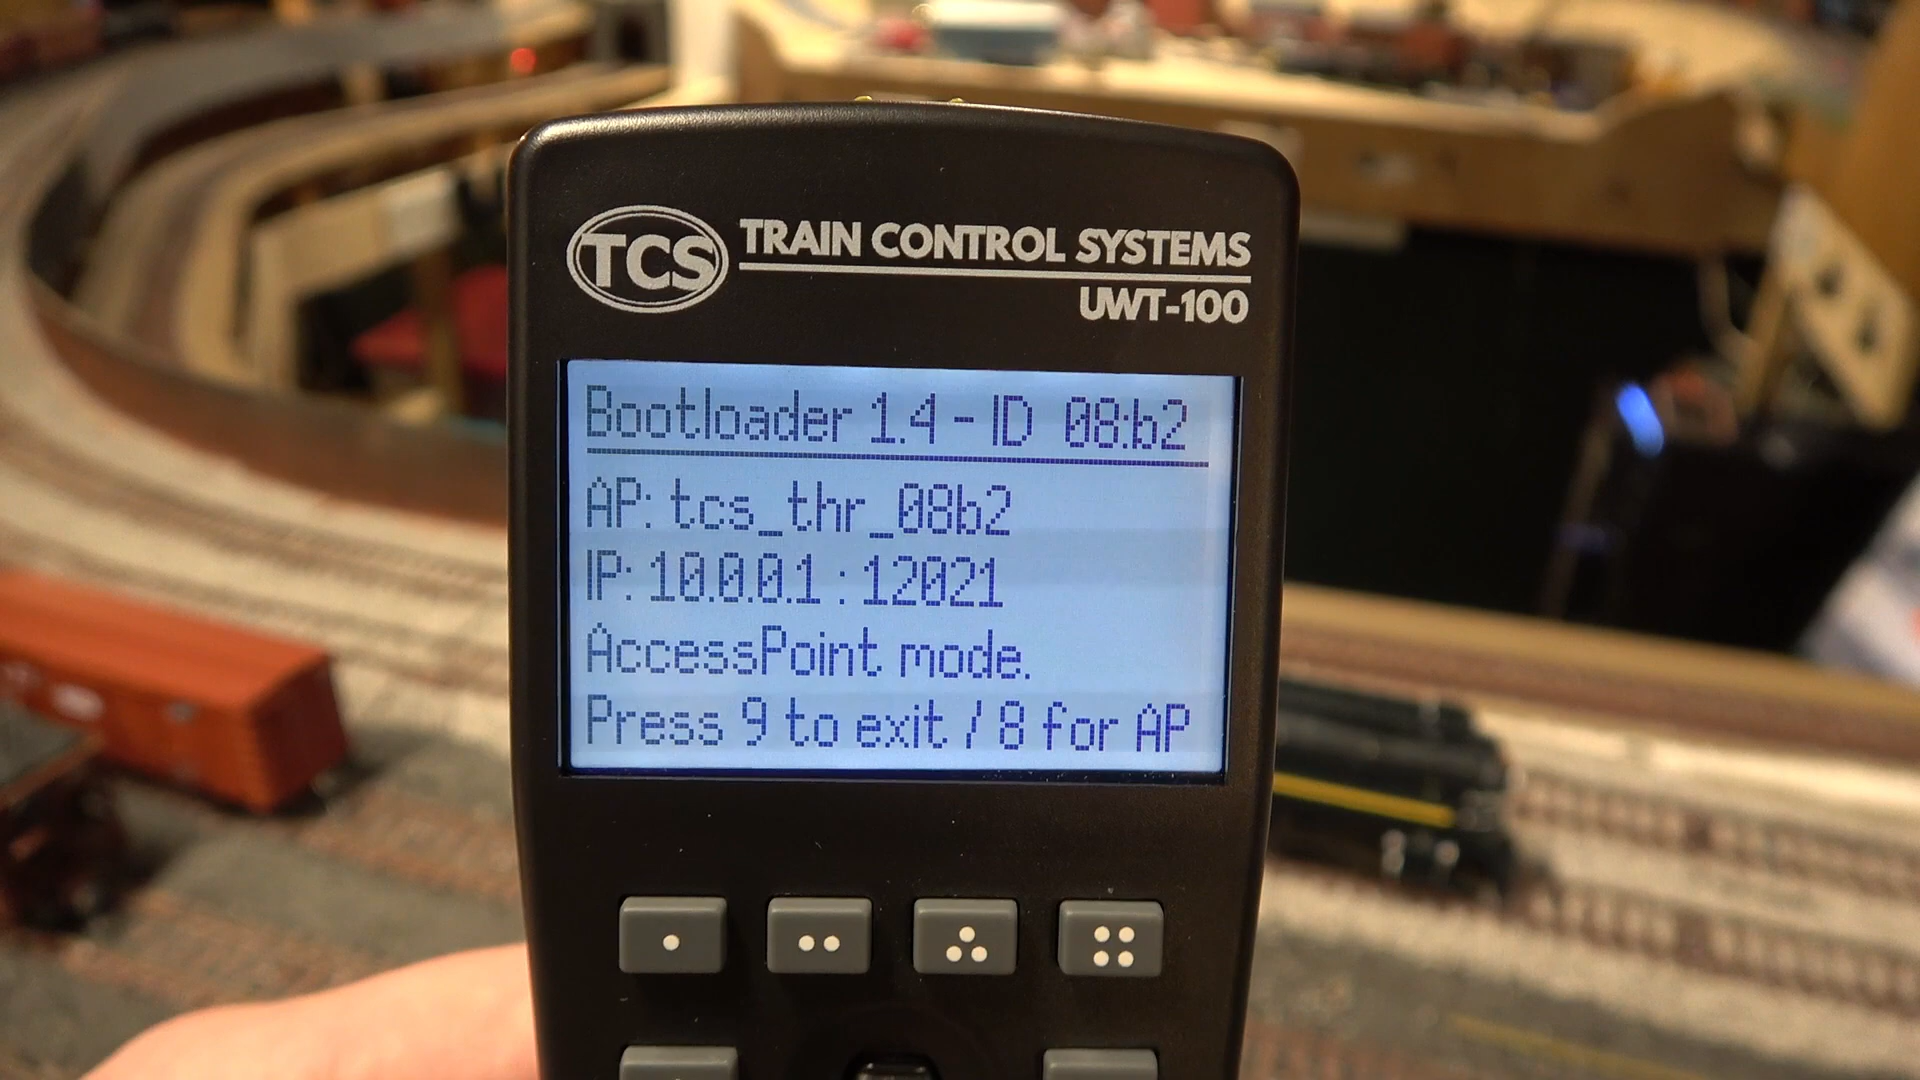 TCS TRAIN CONTROL SYSTEMS
UWT-100
Bootloader 1.4 - ID 08:b2
AP: tcs_thr_08b2
IP: 10.0.0.1 : 12021
AccessPoint mode.
Press 9 to exit / 8 for AP